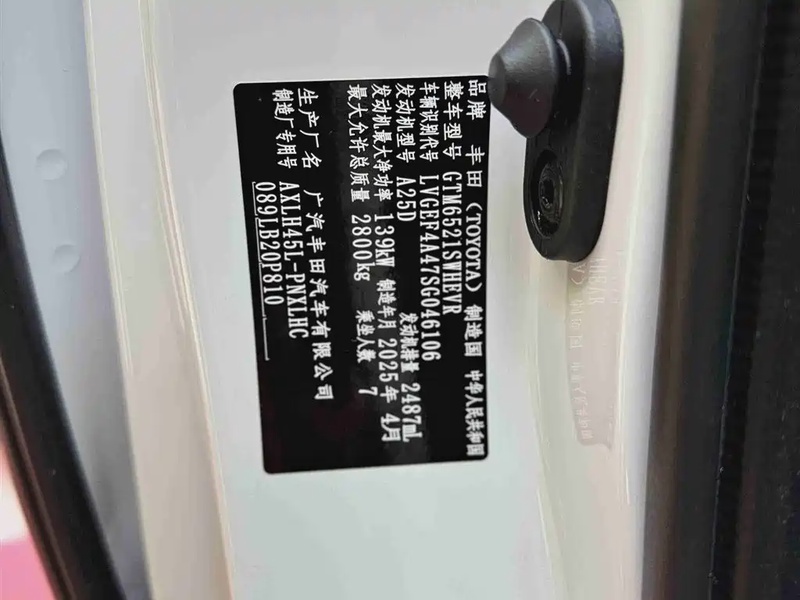 品牌 丰田 (TOYOTA) 制造国 中华人民共和国
整车型号 GTM6521SWHEVR
车辆识别代号 LVGEF4A47SG046106
发动机型号 A25D 发动机排量 2487mL
发动机最大净功率 139kW 制造年月 2025年 4月
最大允许总质量 2800kg 乘坐人数 7
生产厂名 广汽丰田汽车有限公司
制造厂专用号 AXLH45L-PNXLHC
089LB20P810